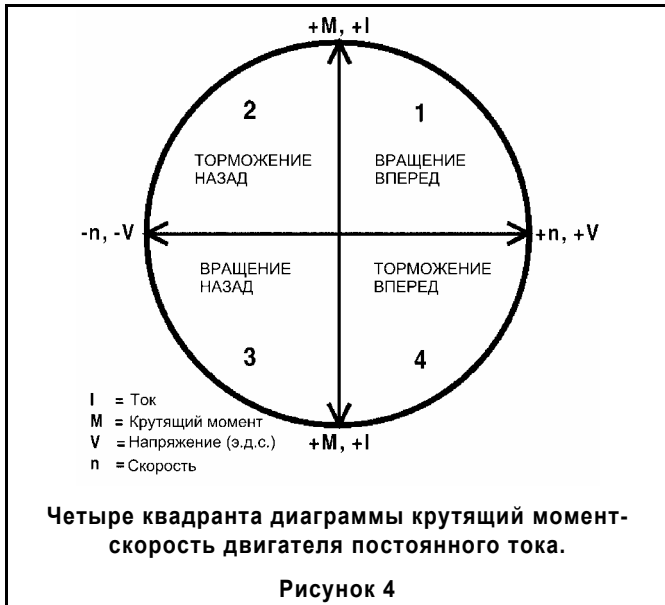 +M, +I
2
1
ТОРМОЖЕНИЕ
НАЗАД
ВРАЩЕНИЕ
ВПЕРЕД
-n, -V
+n, +V
ВРАЩЕНИЕ
НАЗАД
ТОРМОЖЕНИЕ
ВПЕРЕД
3
4
I = Ток
M = Крутящий момент
V = Напряжение (э.д.с.)
n = Скорость
+M, +I
Четыре квадранта диаграммы крутящий момент-
скорость двигателя постоянного тока.
Рисунок 4